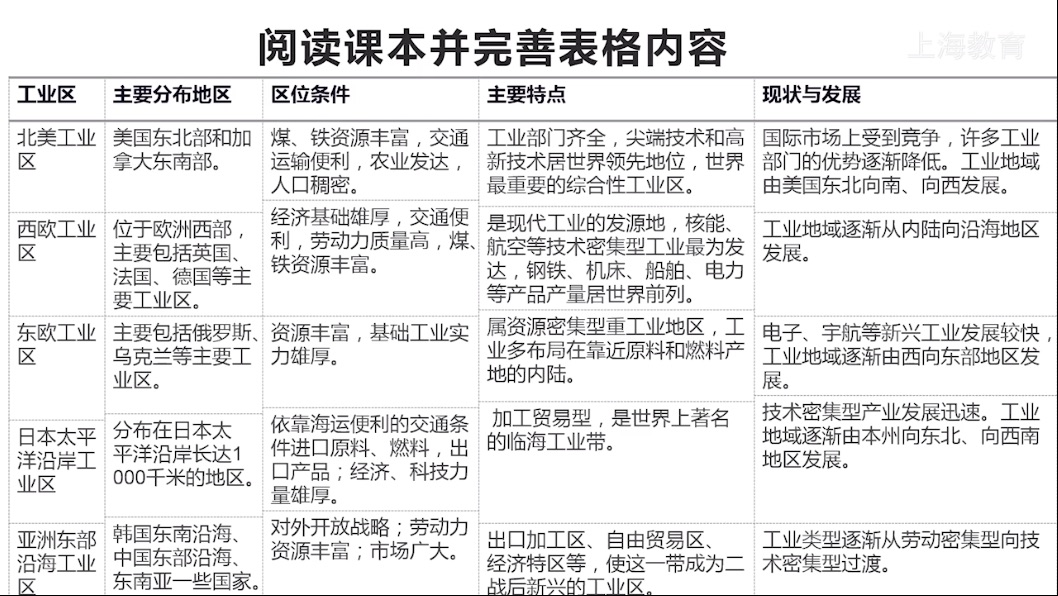 阅读课本并完善表格内容
上海教育
工业区
主要分布地区
区位条件
主要特点
现状与发展
北美工业
区
美国东北部和加
拿大东南部。
煤、铁资源丰富，交通
运输便利，农业发达，
人口稠密。
工业部门齐全，尖端技术和高
新技术居世界领先地位，世界
最重要的综合性工业区。
国际市场上受到竞争，许多工业
部门的优势逐渐降低。工业地域
由美国东北向南、向西发展。
西欧工业
区
位于欧洲西部，
主要包括英国、
法国、德国等主
要工业区。
经济基础雄厚，交通便
利，劳动力质量高，煤、
铁资源丰富。
是现代工业的发源地，核能、
航空等技术密集型工业最为发
达，钢铁、机床、船舶、电力
等产品产量居世界前列。
工业地域逐渐从内陆向沿海地区
发展。
东欧工业
区
主要包括俄罗斯、
乌克兰等主要工
业区。
资源丰富，基础工业实
力雄厚。
属资源密集型重工业地区，工
业多布局在靠近原料和燃料产
地的内陆。
电子、宇航等新兴工业发展较快，
工业地域逐渐由西向东部地区发
展。
日本太平
洋沿岸工
业区
分布在日本太
平洋沿岸长达1
000千米的地区。
依靠海运便利的交通条
件进口原料、燃料，出
口产品；经济、科技力
量雄厚。
加工贸易型，是世界上著名
的临海工业带。
技术密集型产业发展迅速。工业
地域逐渐由本州向东北、向西南
地区发展。
亚洲东部
沿海工业
区
韩国东南沿海、
中国东部沿海、
东南亚一些国家。
对外开放战略；劳动力
资源丰富；市场广大。
出口加工区、自由贸易区、
经济特区等，使这一带成为二
战后新兴的工业区。
工业类型逐渐从劳动密集型向技
术密集型过渡。